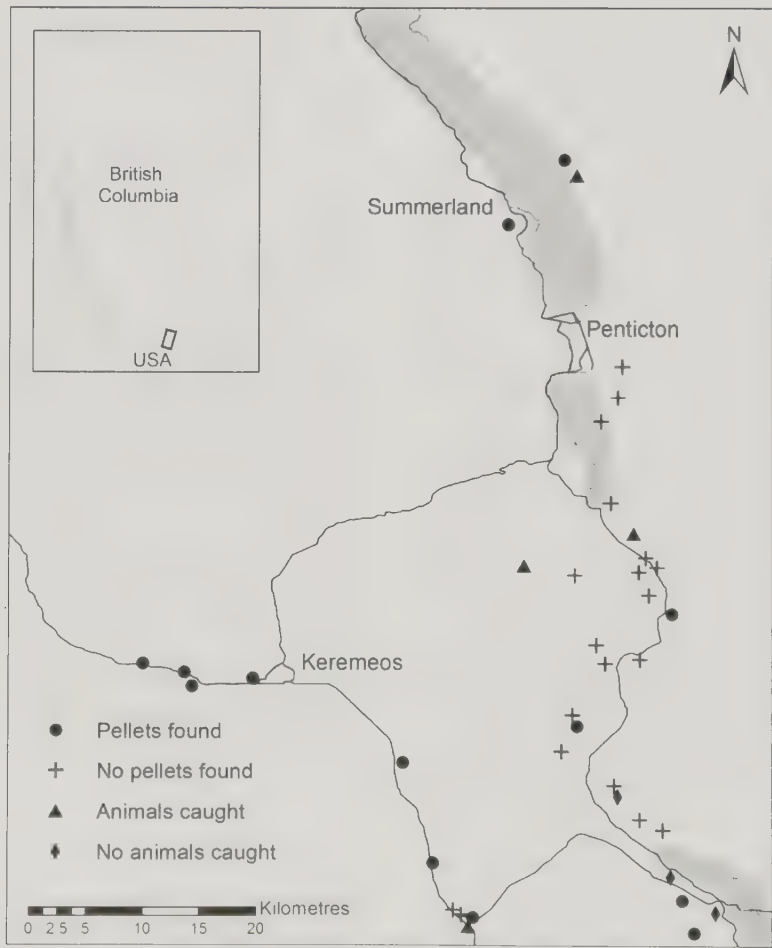 N
British
Columbia
USA
Summerland
Penticton
Keremeos
Pellets found
No pellets found
Animals caught
No animals caught
Kilometres
0 2.5 5 10 15 20